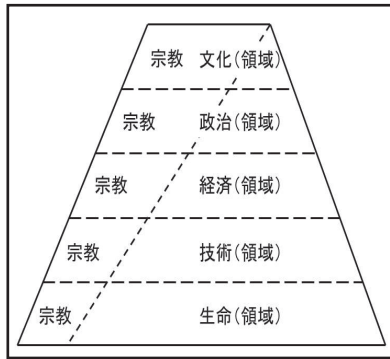 宗教 文化(領域)
宗教 政治(領域)
宗教 経済(領域)
宗教 技術(領域)
宗教 生命(領域)